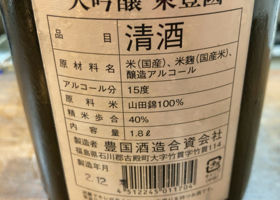 大吟醸 東豊國
品目 清酒
原材料名 米(国産)、米麹(国産米)、
醸造アルコール
アルコール分 15度
原料米 山田錦100%
精米歩合 40%
内容量 1.8ℓ
製造者 豊国酒造合資会社
福島県石川郡古殿町大字竹貫字竹貫114
製造年月
2.12
4512245011704